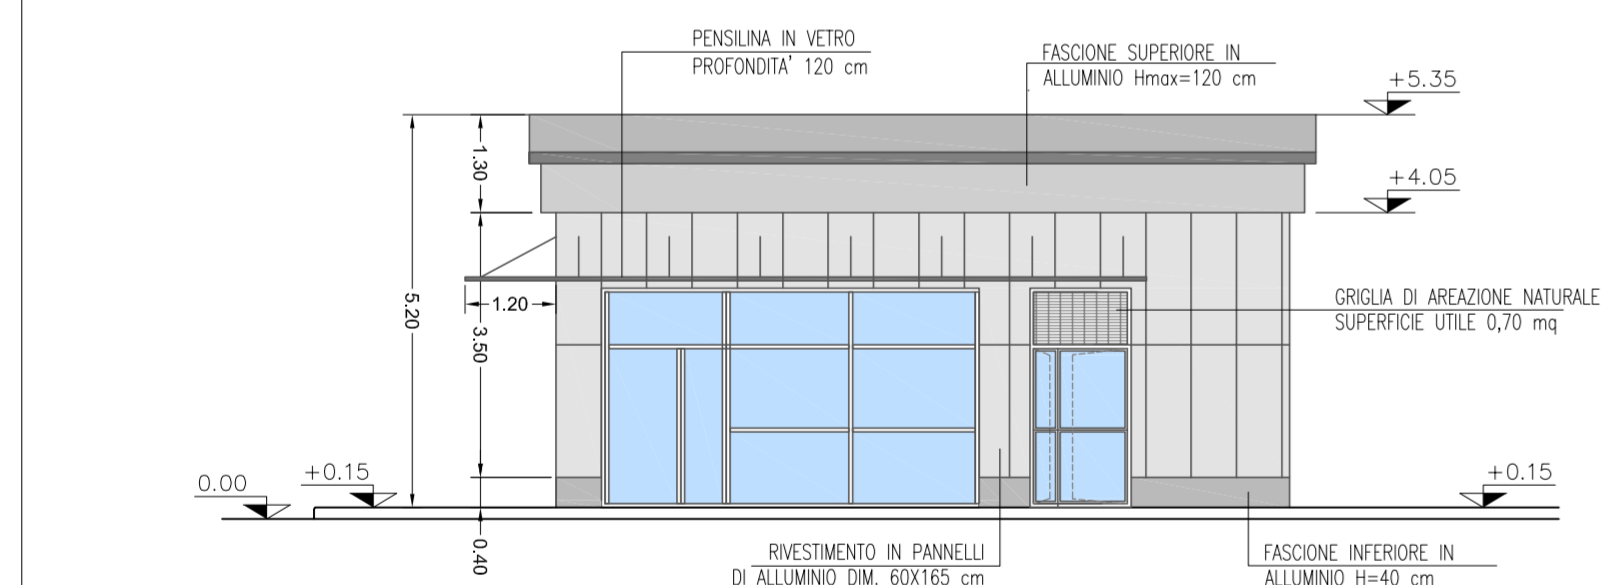 PENSILINA IN VETRO
PROFONDITA' 120 cm
FASCIONE SUPERIORE IN
ALLUMINIO Hmax=120 cm
+5.35
+4.05
1.30
5.20
1.20
3.50
GRIGLIA DI AREAZIONE NATURALE
SUPERFICIE UTILE 0,70 mq
0.00
+0.15
+0.15
0.40
RIVESTIMENTO IN PANNELLI
DI ALLUMINIO DIM. 60X165 cm
FASCIONE INFERIORE IN
ALLUMINIO H=40 cm